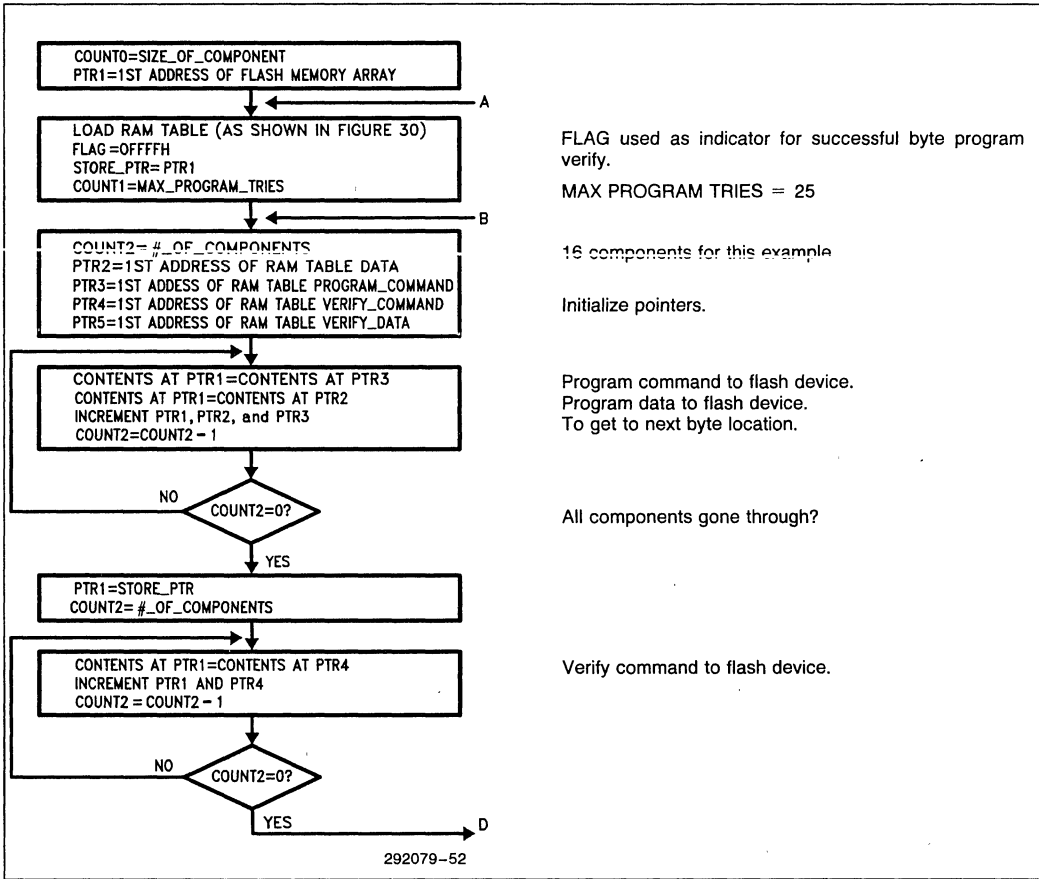 COUNT0=SIZE_OF_COMPONENT
PTR1=1ST ADDRESS OF FLASH MEMORY ARRAY
A
LOAD RAM TABLE (AS SHOWN IN FIGURE 30)
FLAG=0FFFFH
STORE_PTR=PTR1
COUNT1=MAX_PROGRAM_TRIES
FLAG used as indicator for successful byte program
verify.
MAX PROGRAM TRIES = 25
B
COUNT2=#_OF_COMPONENTS
PTR2=1ST ADDRESS OF RAM TABLE DATA
PTR3=1ST ADDESS OF RAM TABLE PROGRAM_COMMAND
PTR4=1ST ADDRESS OF RAM TABLE VERIFY_COMMAND
PTR5=1ST ADDRESS OF RAM TABLE VERIFY_DATA
16 components for this example
Initialize pointers.
CONTENTS AT PTR1=CONTENTS AT PTR3
CONTENTS AT PTR1=CONTENTS AT PTR2
INCREMENT PTR1, PTR2, and PTR3
COUNT2=COUNT2-1
Program command to flash device.
Program data to flash device.
To get to next byte location.
NO
COUNT2=0?
All components gone through?
YES
PTR1=STORE_PTR
COUNT2=#_OF_COMPONENTS
CONTENTS AT PTR1=CONTENTS AT PTR4
INCREMENT PTR1 AND PTR4
COUNT2=COUNT2-1
Verify command to flash device.
NO
COUNT2=0?
YES
D
292079-52